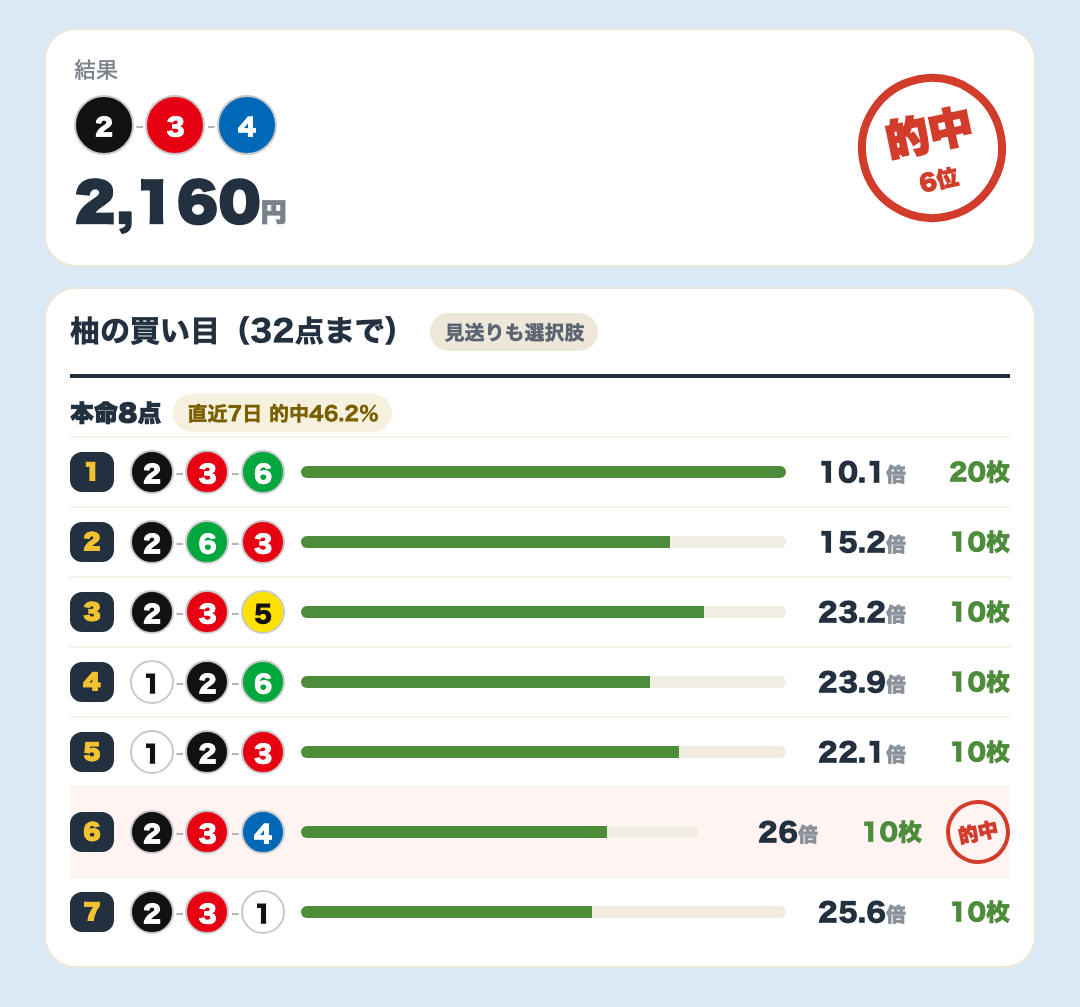 結果
2-3-4
2,160円
的中
6位
柚の買い目（32点まで） 見送りも選択肢
本命8点 直近7日 的中46.2%
1 2-3-6 10.1倍 20枚
2 2-6-3 15.2倍 10枚
3 2-3-5 23.2倍 10枚
4 1-2-6 23.9倍 10枚
5 1-2-3 22.1倍 10枚
6 2-3-4 26倍 10枚 的中
7 2-3-1 25.6倍 10枚